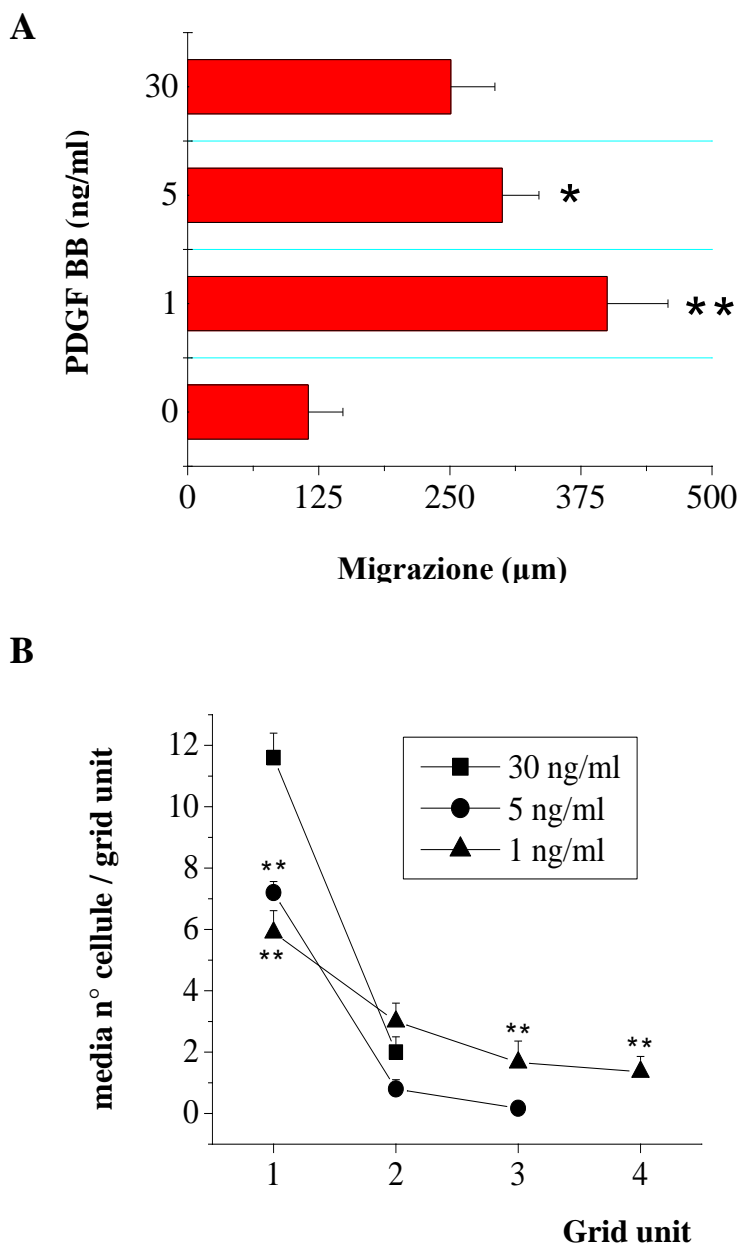 A
30
5
*
1
**
0
PDGF BB (ng/ml)
0 125 250 375 500
Migrazione (µm)
B
12
10
8
6
4
2
0
media n° cellule / grid unit
30 ng/ml
5 ng/ml
1 ng/ml
**
**
**
**
1 2 3 4
Grid unit